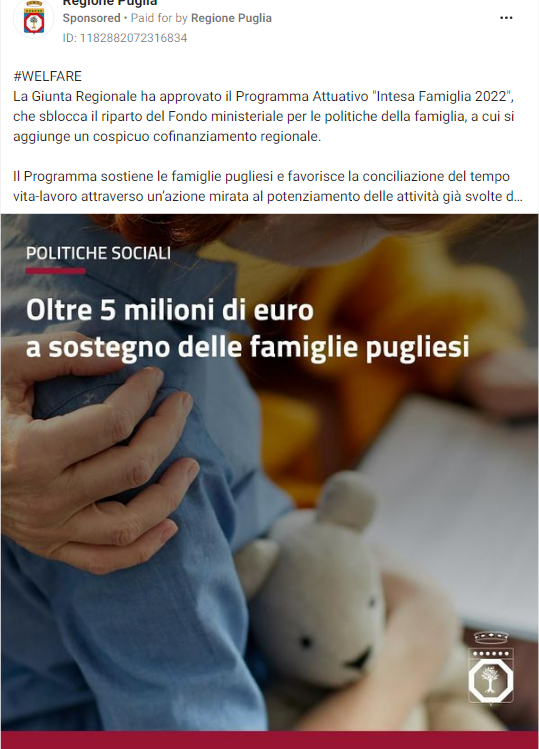 Regione Puglia
Sponsored • Paid for by Regione Puglia
ID: 1182882072316834
#WELFARE
La Giunta Regionale ha approvato il Programma Attuativo "Intesa Famiglia 2022",
che sblocca il riparto del Fondo ministeriale per le politiche della famiglia, a cui si
aggiunge un cospicuo cofinanziamento regionale.
Il Programma sostiene le famiglie pugliesi e favorisce la conciliazione del tempo
vita-lavoro attraverso un’azione mirata al potenziamento delle attività già svolte d...
POLITICHE SOCIALI
Oltre 5 milioni di euro
a sostegno delle famiglie pugliesi